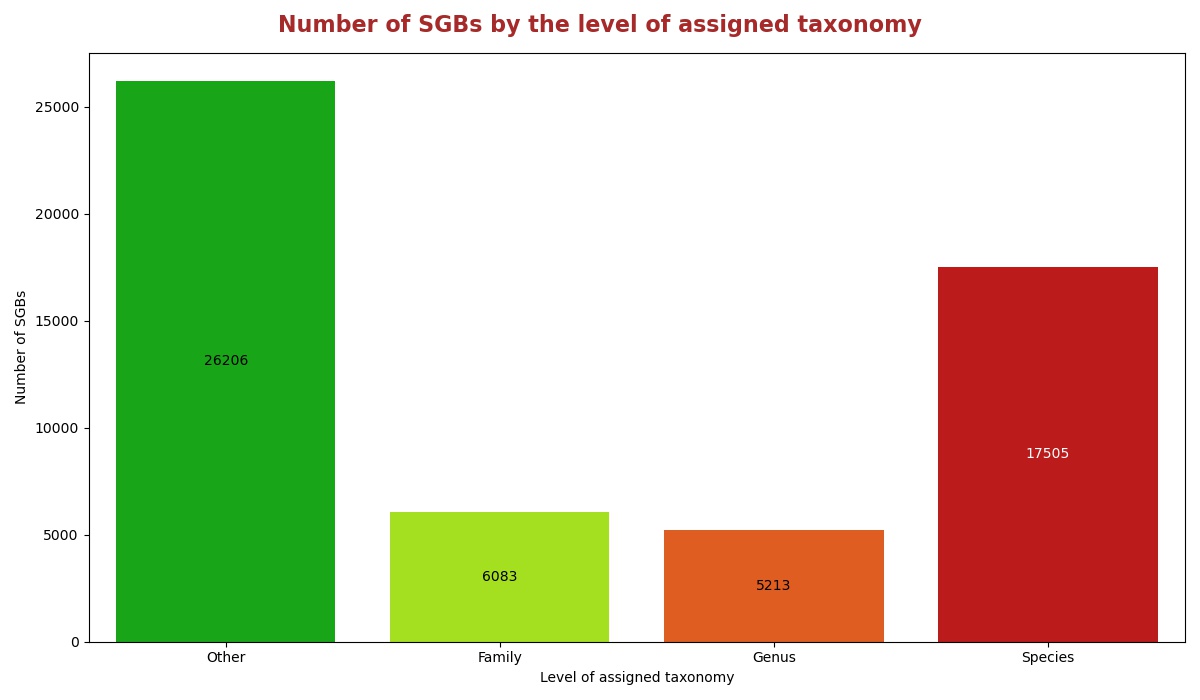 Number of SGBs by the level of assigned taxonomy
25000
20000
15000
10000
5000
0
Number of SGBs
26206
6083
5213
17505
Other
Family
Genus
Species
Level of assigned taxonomy